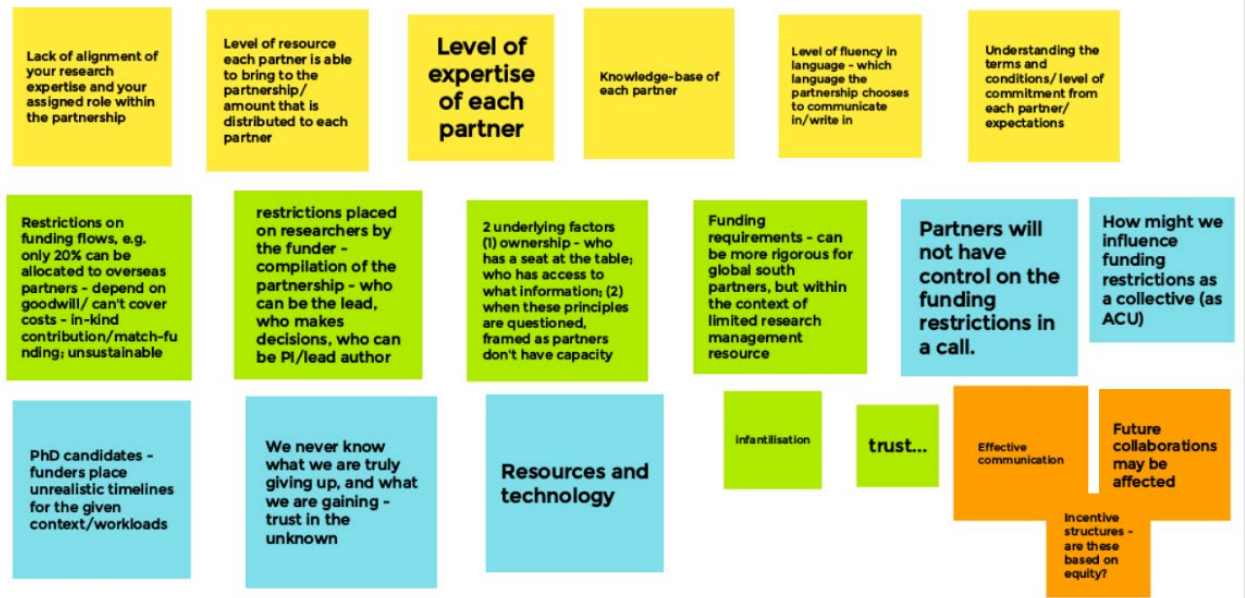 Lack of alignment of
your research
expertise and your
assigned role within
the partnership
Level of resource
each partner is able
to bring to the
partnership/
amount that is
distributed to each
partner
Level of
expertise
of each
partner
Knowledge-base of
each partner
Level of fluency in
language - which
language the
partnership chooses
to communicate
in/write in
Understanding the
terms and
conditions/ level of
commitment from
each partner/
expectations
Restrictions on
funding flows, e.g.
only 20% can be
allocated to overseas
partners - depend on
goodwill/ can't cover
costs - in-kind
contribution/match-fu
nding; unsustainable
restrictions placed
on researchers by
the funder -
compilation of the
partnership - who
can be the lead,
who makes
decisions, who can
be PI/lead author
2 underlying factors
(1) ownership - who
has a seat at the table;
who has access to
what information; (2)
when these principles
are questioned,
framed as partners
don't have capacity
Funding
requirements - can
be more rigorous for
global south
partners, but within
the context of
limited research
management
resource
Partners will
not have
control on the
funding
restrictions in
a call.
How might we
influence
funding
restrictions as
a collective (as
ACU)
PhD candidates -
funders place
unrealistic timelines
for the given
context/workloads
We never know
what we are truly
giving up, and what
we are gaining -
trust in the
unknown
Resources and
technology
infantilisation
trust...
Effective
communication
Future
collaborations
may be
affected
Incentive
structures -
are these
based on
equity?